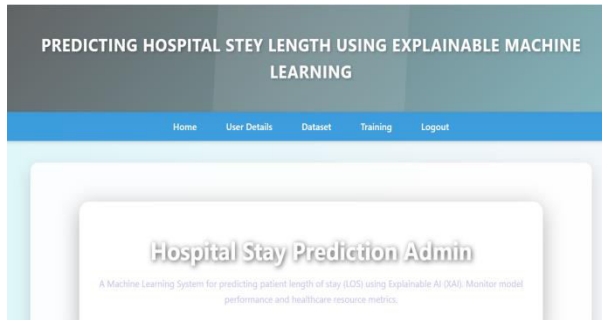 PREDICTING HOSPITAL STEY LENGTH USING EXPLAINABLE MACHINE
LEARNING
Home User Details Dataset Training Logout
Hospital Stay Prediction Admin
A Machine Learning System for predicting patient length of stay (LOS) using Explainable AI (XAI). Monitor model
performance and healthcare resource metrics.